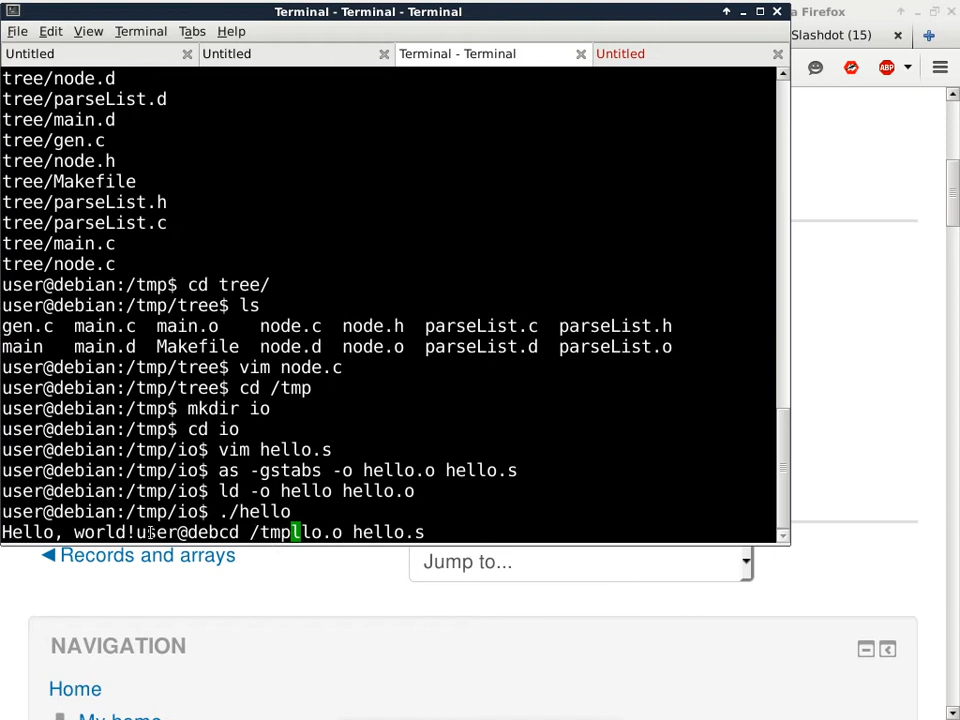 Terminal - Terminal - Terminal
a Firefox
File Edit View Terminal Tabs Help
Slashdot (15)
Untitled
Untitled
Terminal - Terminal
Untitled
ABP
tree/node.d
tree/parseList.d
tree/main.d
tree/gen.c
tree/node.h
tree/Makefile
tree/parseList.h
tree/parseList.c
tree/main.c
tree/node.c
user@debian:/tmp$ cd tree/
user@debian:/tmp/tree$ ls
gen.c main.c main.o node.c node.h parseList.c parseList.h
main main.d Makefile node.d node.o parseList.d parseList.o
user@debian:/tmp/tree$ vim node.c
user@debian:/tmp/tree$ cd /tmp
user@debian:/tmp$ mkdir io
user@debian:/tmp$ cd io
user@debian:/tmp/io$ vim hello.s
user@debian:/tmp/io$ as -gstabs -o hello.o hello.s
user@debian:/tmp/io$ ld -o hello hello.o
user@debian:/tmp/io$ ./hello
Hello, world!user@debcd /tmpllo.o hello.s
◀ Records and arrays
Jump to...
NAVIGATION
Home
My home